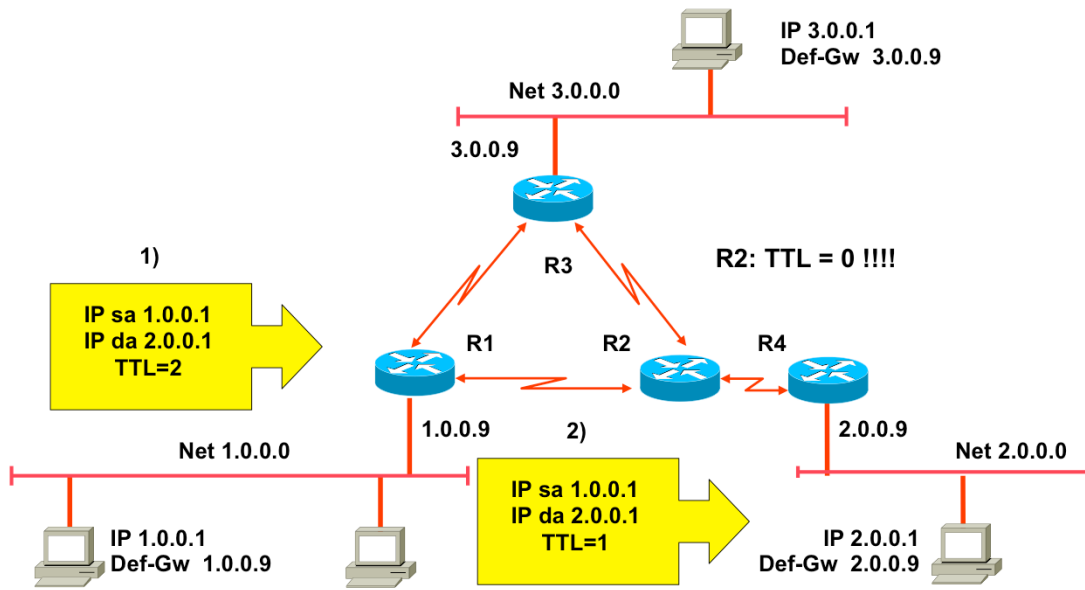 IP 3.0.0.1
Def-Gw 3.0.0.9
Net 3.0.0.0
3.0.0.9
R3
R2: TTL = 0 !!!!
1)
IP sa 1.0.0.1
IP da 2.0.0.1
TTL=2
R1
R2
R4
1.0.0.9
2.0.0.9
Net 1.0.0.0
2)
Net 2.0.0.0
IP sa 1.0.0.1
IP da 2.0.0.1
TTL=1
IP 1.0.0.1
Def-Gw 1.0.0.9
IP 2.0.0.1
Def-Gw 2.0.0.9